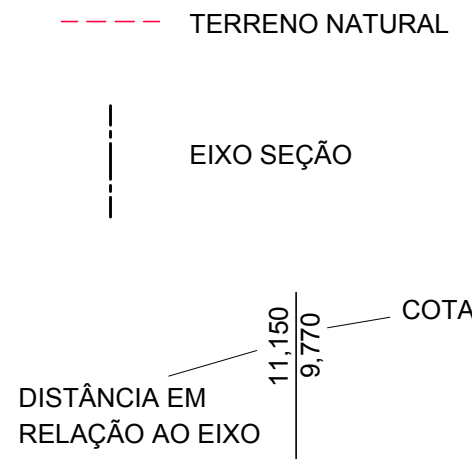 TERRENO NATURAL
EIXO SEÇÃO
11,150
9,770
COTA
DISTÂNCIA EM
RELAÇÃO AO EIXO